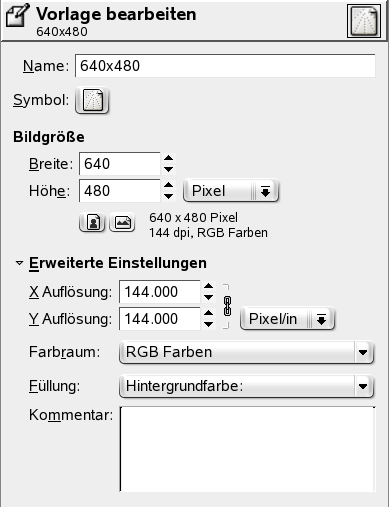 Vorlage bearbeiten
640x480
Name: 640x480
Symbol:
Bildgröße
Breite: 640
Höhe: 480 Pixel
640 x 480 Pixel
144 dpi, RGB Farben
Erweiterte Einstellungen
X Auflösung: 144.000
Y Auflösung: 144.000 Pixel/in
Farbraum: RGB Farben
Füllung: Hintergrundfarbe:
Kommentar: